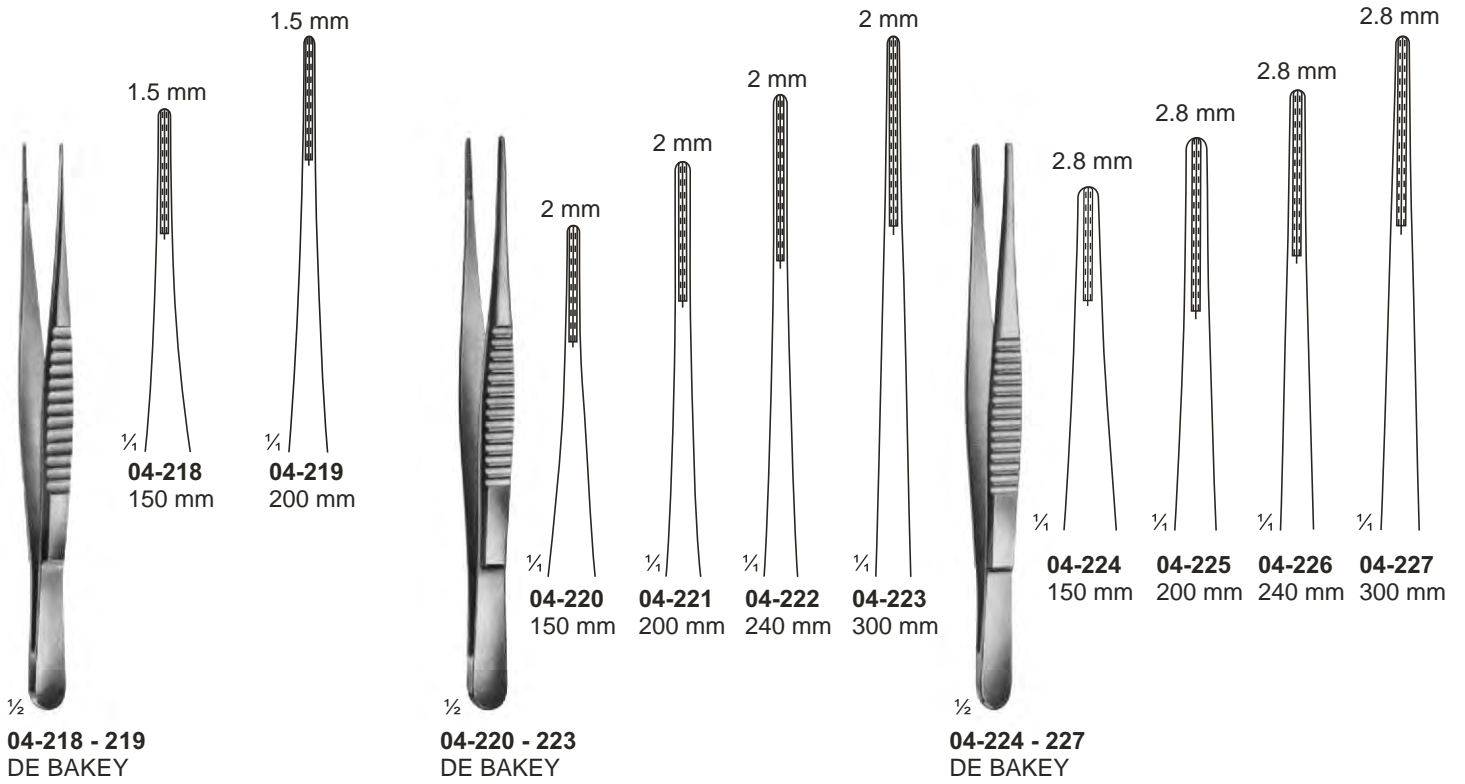 1.5 mm
1.5 mm
¹⁄₁
04-218
150 mm
¹⁄₁
04-219
200 mm
½
04-218 - 219
DE BAKEY
2 mm
2 mm
2 mm
2 mm
¹⁄₁
04-220
150 mm
¹⁄₁
04-221
200 mm
¹⁄₁
04-222
240 mm
¹⁄₁
04-223
300 mm
½
04-220 - 223
DE BAKEY
2.8 mm
2.8 mm
2.8 mm
2.8 mm
¹⁄₁
04-224
150 mm
¹⁄₁
04-225
200 mm
¹⁄₁
04-226
240 mm
¹⁄₁
04-227
300 mm
½
04-224 - 227
DE BAKEY